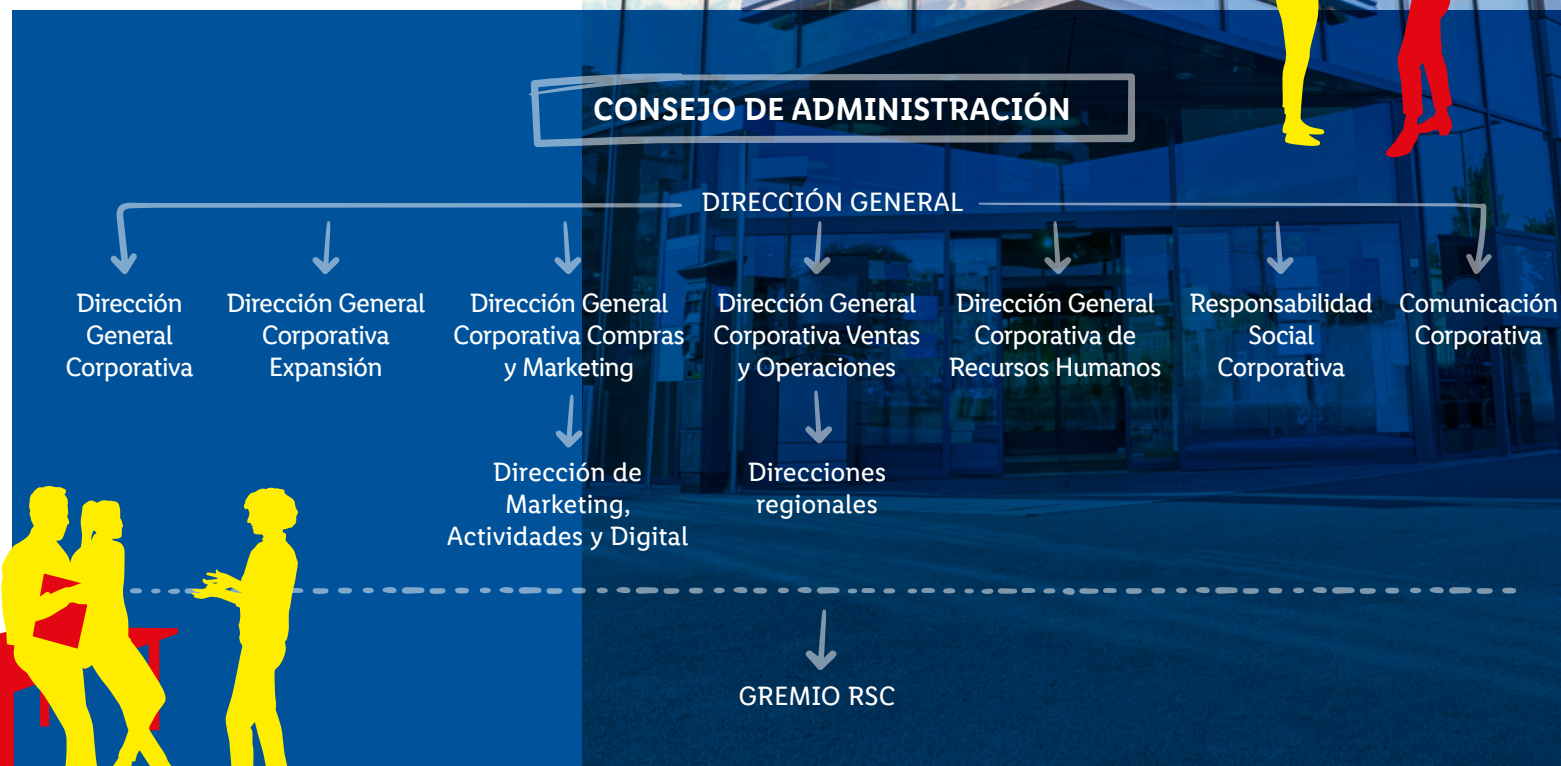 CONSEJO DE ADMINISTRACIÓN
DIRECCIÓN GENERAL
Dirección
General
Corporativa
Dirección General
Corporativa
Expansión
Dirección General
Corporativa Compras
y Marketing
Dirección General
Corporativa Ventas
y Operaciones
Dirección General
Corporativa de
Recursos Humanos
Responsabilidad
Social
Corporativa
Comunicación
Corporativa
Dirección de
Marketing,
Actividades y Digital
Direcciones
regionales
GREMIO RSC